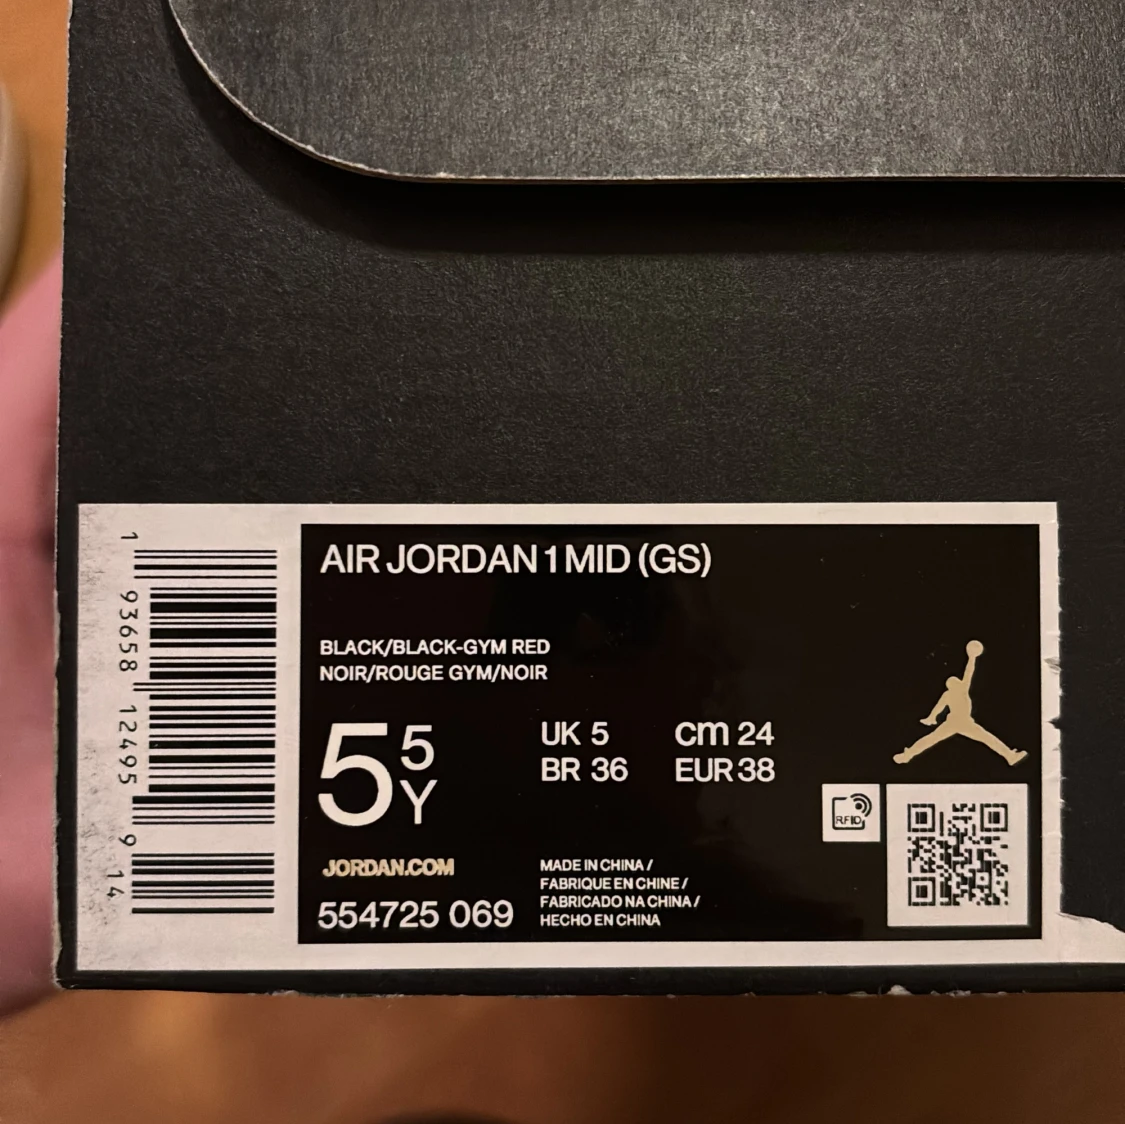 AIR JORDAN 1 MID (GS)
BLACK/BLACK-GYM RED
NOIR/ROUGE GYM/NOIR
5 5 Y
UK 5 cm 24
BR 36 EUR 38
JORDAN.COM
554725 069
MADE IN CHINA /
FABRIQUE EN CHINE /
FABRICADO NA CHINA /
HECHO EN CHINA
RFID
1 93658 12495 9 14